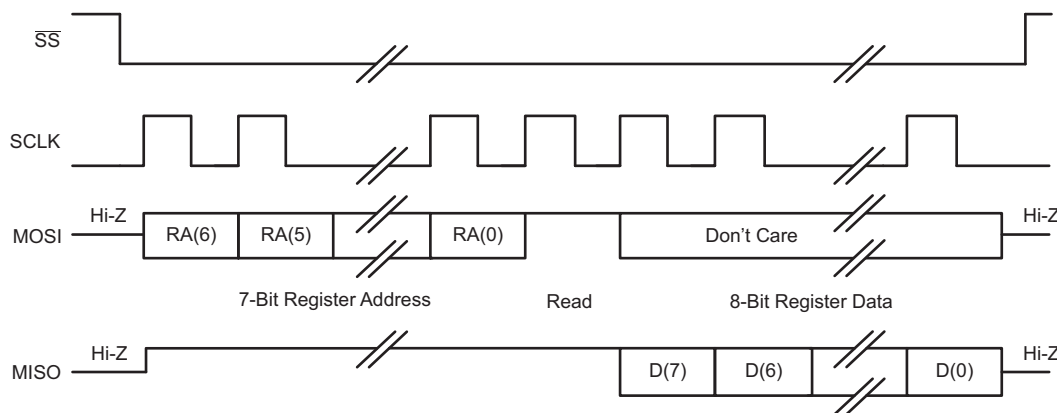 SS
SCLK
Hi-Z Hi-Z
MOSI RA(6) RA(5) RA(0) Don't Care
7-Bit Register Address Read 8-Bit Register Data
Hi-Z Hi-Z
MISO D(7) D(6) D(0)